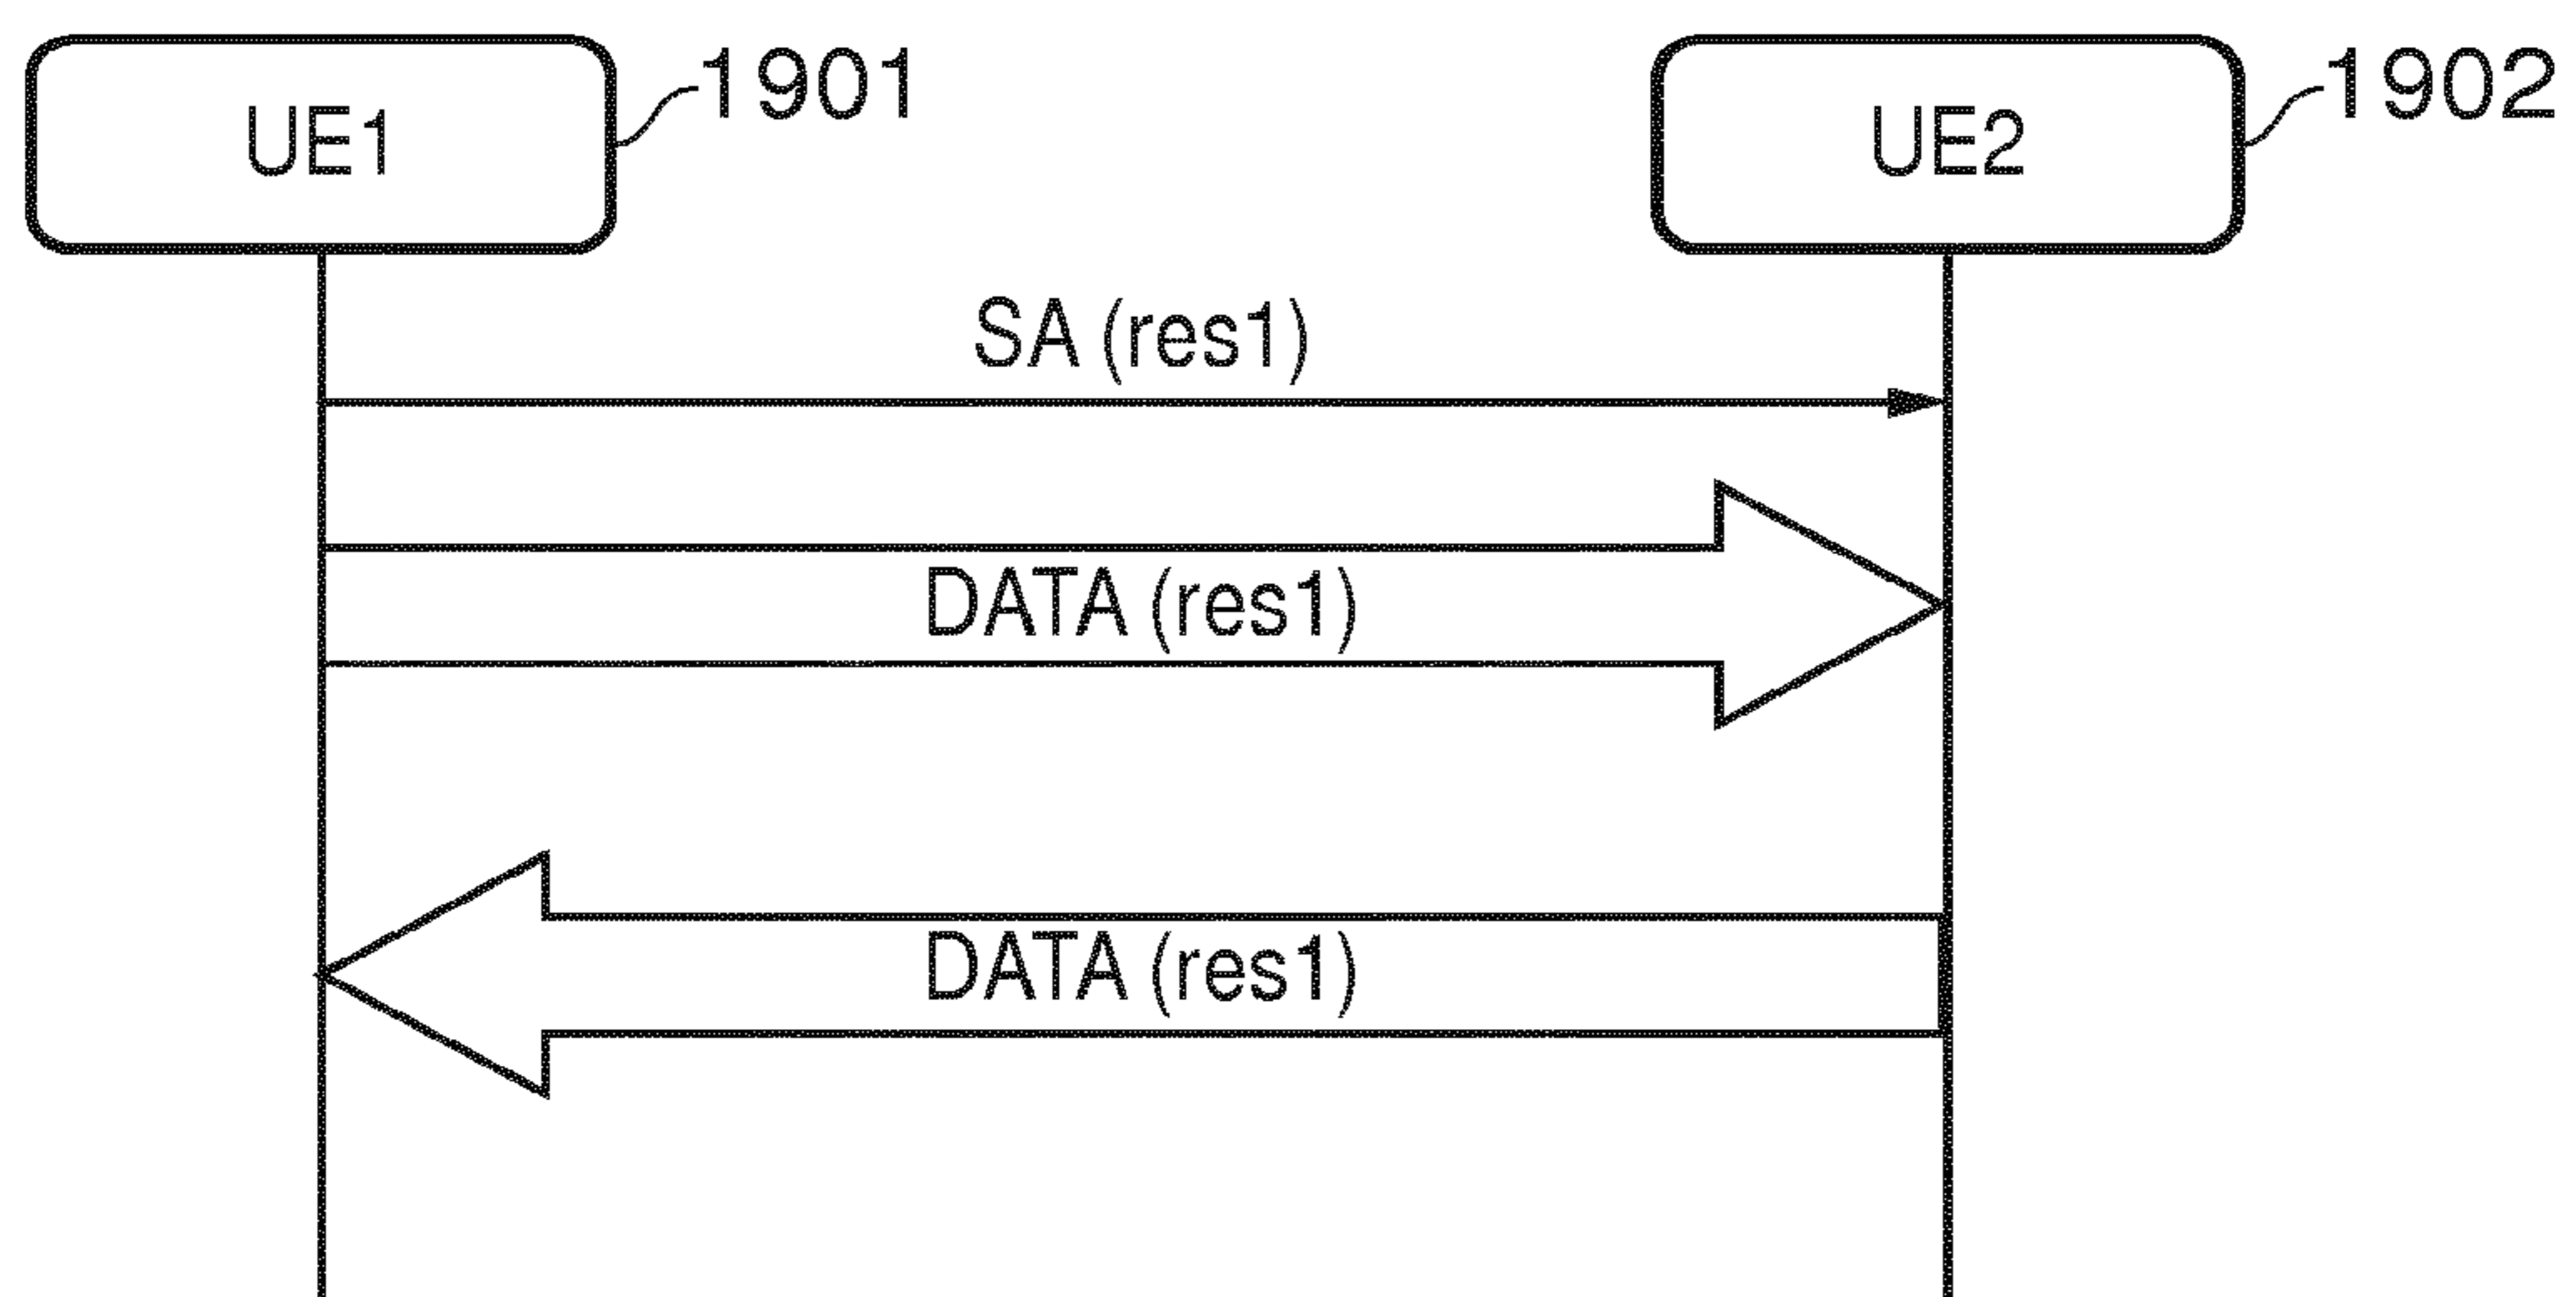 UE1
1901
UE2
1902
SA (res1)
DATA (res1)
DATA (res1)